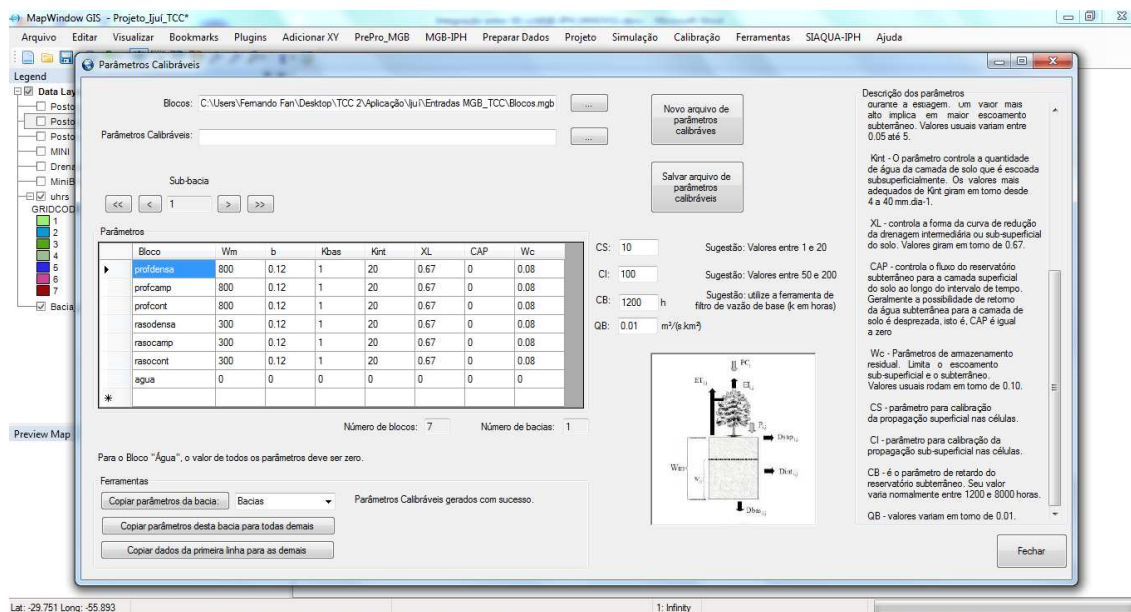 MapWindow GIS - Projeto_Ijuí_TCC*
Arquivo Editar Visualizar Bookmarks Plugins Adicionar XY PrePro_MGB MGB-IPH Preparar Dados Projeto Simulação Calibração Ferramentas SIAQUA-IPH Ajuda
Legend
Data Lay
Posto
Posto
Posto
MINI
Drena
MiniB
uhrs
GRIDCOD
1
2
3
4
5
6
7
Bacia
Preview Map
Parâmetros Calibráveis
Blocos: C:\Users\Fernando Fan\Desktop\TCC 2\Aplicação\Ijuí\Entradas MGB_TCC\Blocos.mgb ...
Parâmetros Calibráveis: ...
Novo arquivo de
parâmetros
calibráves
Salvar arquivo de
parâmetros
calibráveis
Sub-bacia
<< < 1 > >>
Parâmetros
Bloco Wm b Kbas Kint XL CAP Wc
profdensa 800 0.12 1 20 0.67 0 0.08
profcamp 800 0.12 1 20 0.67 0 0.08
profcont 800 0.12 1 20 0.67 0 0.08
rasodensa 300 0.12 1 20 0.67 0 0.08
rasocamp 300 0.12 1 20 0.67 0 0.08
rasocont 300 0.12 1 20 0.67 0 0.08
agua 0 0 0 0 0 0 0
Número de blocos: 7 Número de bacias: 1
CS: 10 Sugestão: Valores entre 1 e 20
CI: 100 Sugestão: Valores entre 50 e 200
CB: 1200 h Sugestão: utilize a ferramenta de
filtro de vazão de base (k em horas)
QB: 0.01 m³/(s.km²)
Para o Bloco "Água", o valor de todos os parâmetros deve ser zero.
Ferramentas
Copiar parâmetros da bacia: Bacias Parâmetros Calibráveis gerados com sucesso.
Copiar parâmetros desta bacia para todas demais
Copiar dados da primeira linha para as demais
Descrição dos parâmetros
durante a estiagem. Um valor mais
alto implica em maior escoamento
subterrâneo. Valores usuais variam entre
0.05 até 5.
Kint - O parâmetro controla a quantidade
de água da camada de solo que é escoada
subsuperficialmente. Os valores mais
adequados de Kint giram em torno desde
4 a 40 mm.dia-1.
XL - controla a forma da curva de redução
da drenagem intermediária ou sub-superficial
do solo. Valores giram em torno de 0.67.
CAP - controla o fluxo do reservatório
subterrâneo para a camada superficial
do solo ao longo do intervalo de tempo.
Geralmente a possibilidade de retorno
da água subterrânea para a camada de
solo é desprezada, isto é, CAP é igual
a zero
Wc - Parâmetros de armazenamento
residual. Limita o escoamento
sub-superficial e o subterrâneo.
Valores usuais rodam em torno de 0.10.
CS - parâmetro para calibração
da propagação superficial nas células.
CI - parâmetro para calibração da
propagação sub-superficial nas células.
CB - é o parâmetro de retardo do
reservatório subterrâneo. Seu valor
varia normalmente entre 1200 e 8000 horas.
QB - valores variam em torno de 0.01.
Fechar
Lat: -29.751 Long: -55.893 1: Infinity